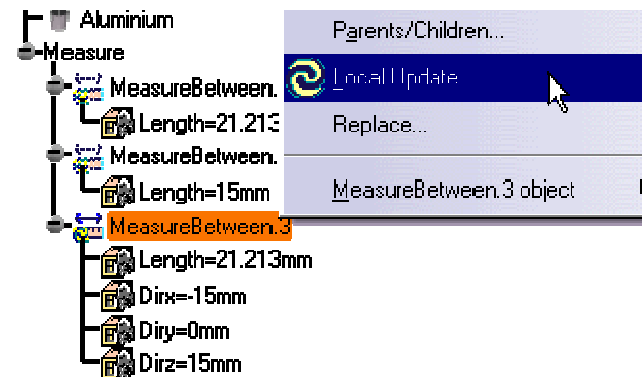 Aluminium
Measure
MeasureBetween.
Length=21.213
MeasureBetween.
Length=15mm
MeasureBetween.3
Length=21.213mm
Dirx=-15mm
Diry=0mm
Dirz=15mm
Parents/Children...
Local Update
Replace...
MeasureBetween.3 object